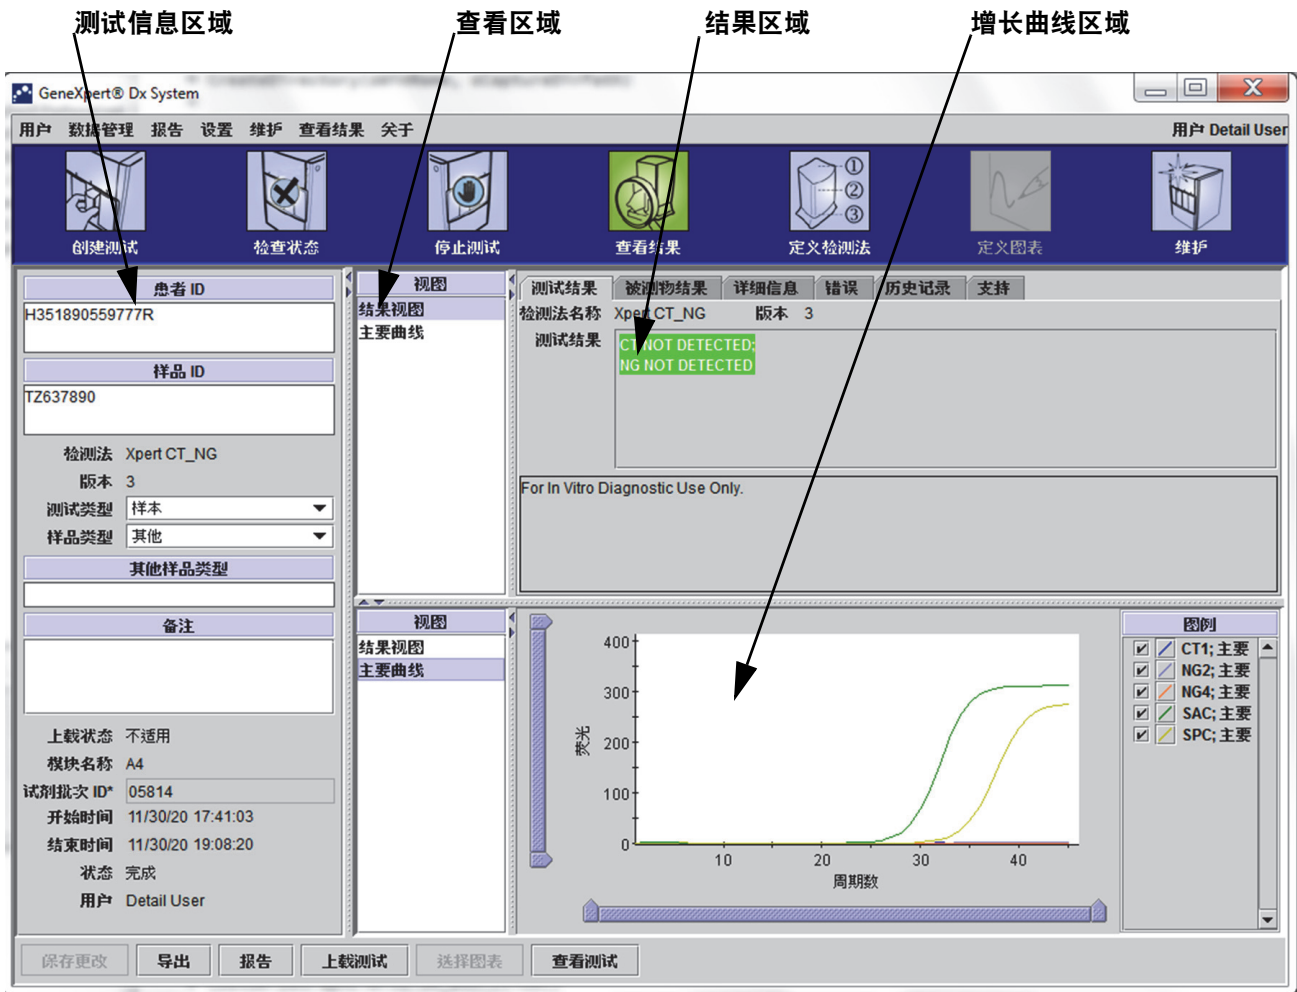 测试信息区域 查看区域 结果区域 增长曲线区域
GeneXpert® Dx System
用户 数据管理 报告 设置 维护 查看结果 关于 用户 Detail User
创建测试 检查状态 停止测试 查看结果 定义检测法 定义图表 维护
① ② ③
患者 ID
H351890559777R
样品 ID
TZ637890
检测法 Xpert CT_NG
版本 3
测试类型 样本
样品类型 其他
其他样品类型
备注
上载状态 不适用
模块名称 A4
试剂批次 ID* 05814
开始时间 11/30/20 17:41:03
结束时间 11/30/20 19:08:20
状态 完成
用户 Detail User
视图
结果视图
主要曲线
测试结果 被测物结果 详细信息 错误 历史记录 支持
检测法名称 Xpert CT_NG 版本 3
测试结果 CT NOT DETECTED;
NG NOT DETECTED
For In Vitro Diagnostic Use Only.
视图
结果视图
主要曲线
荧光
400
300
200
100
0
10 20 30 40
周期数
图例
CT1; 主要
NG2; 主要
NG4; 主要
SAC; 主要
SPC; 主要
保存更改 导出 报告 上载测试 选择图表 查看测试